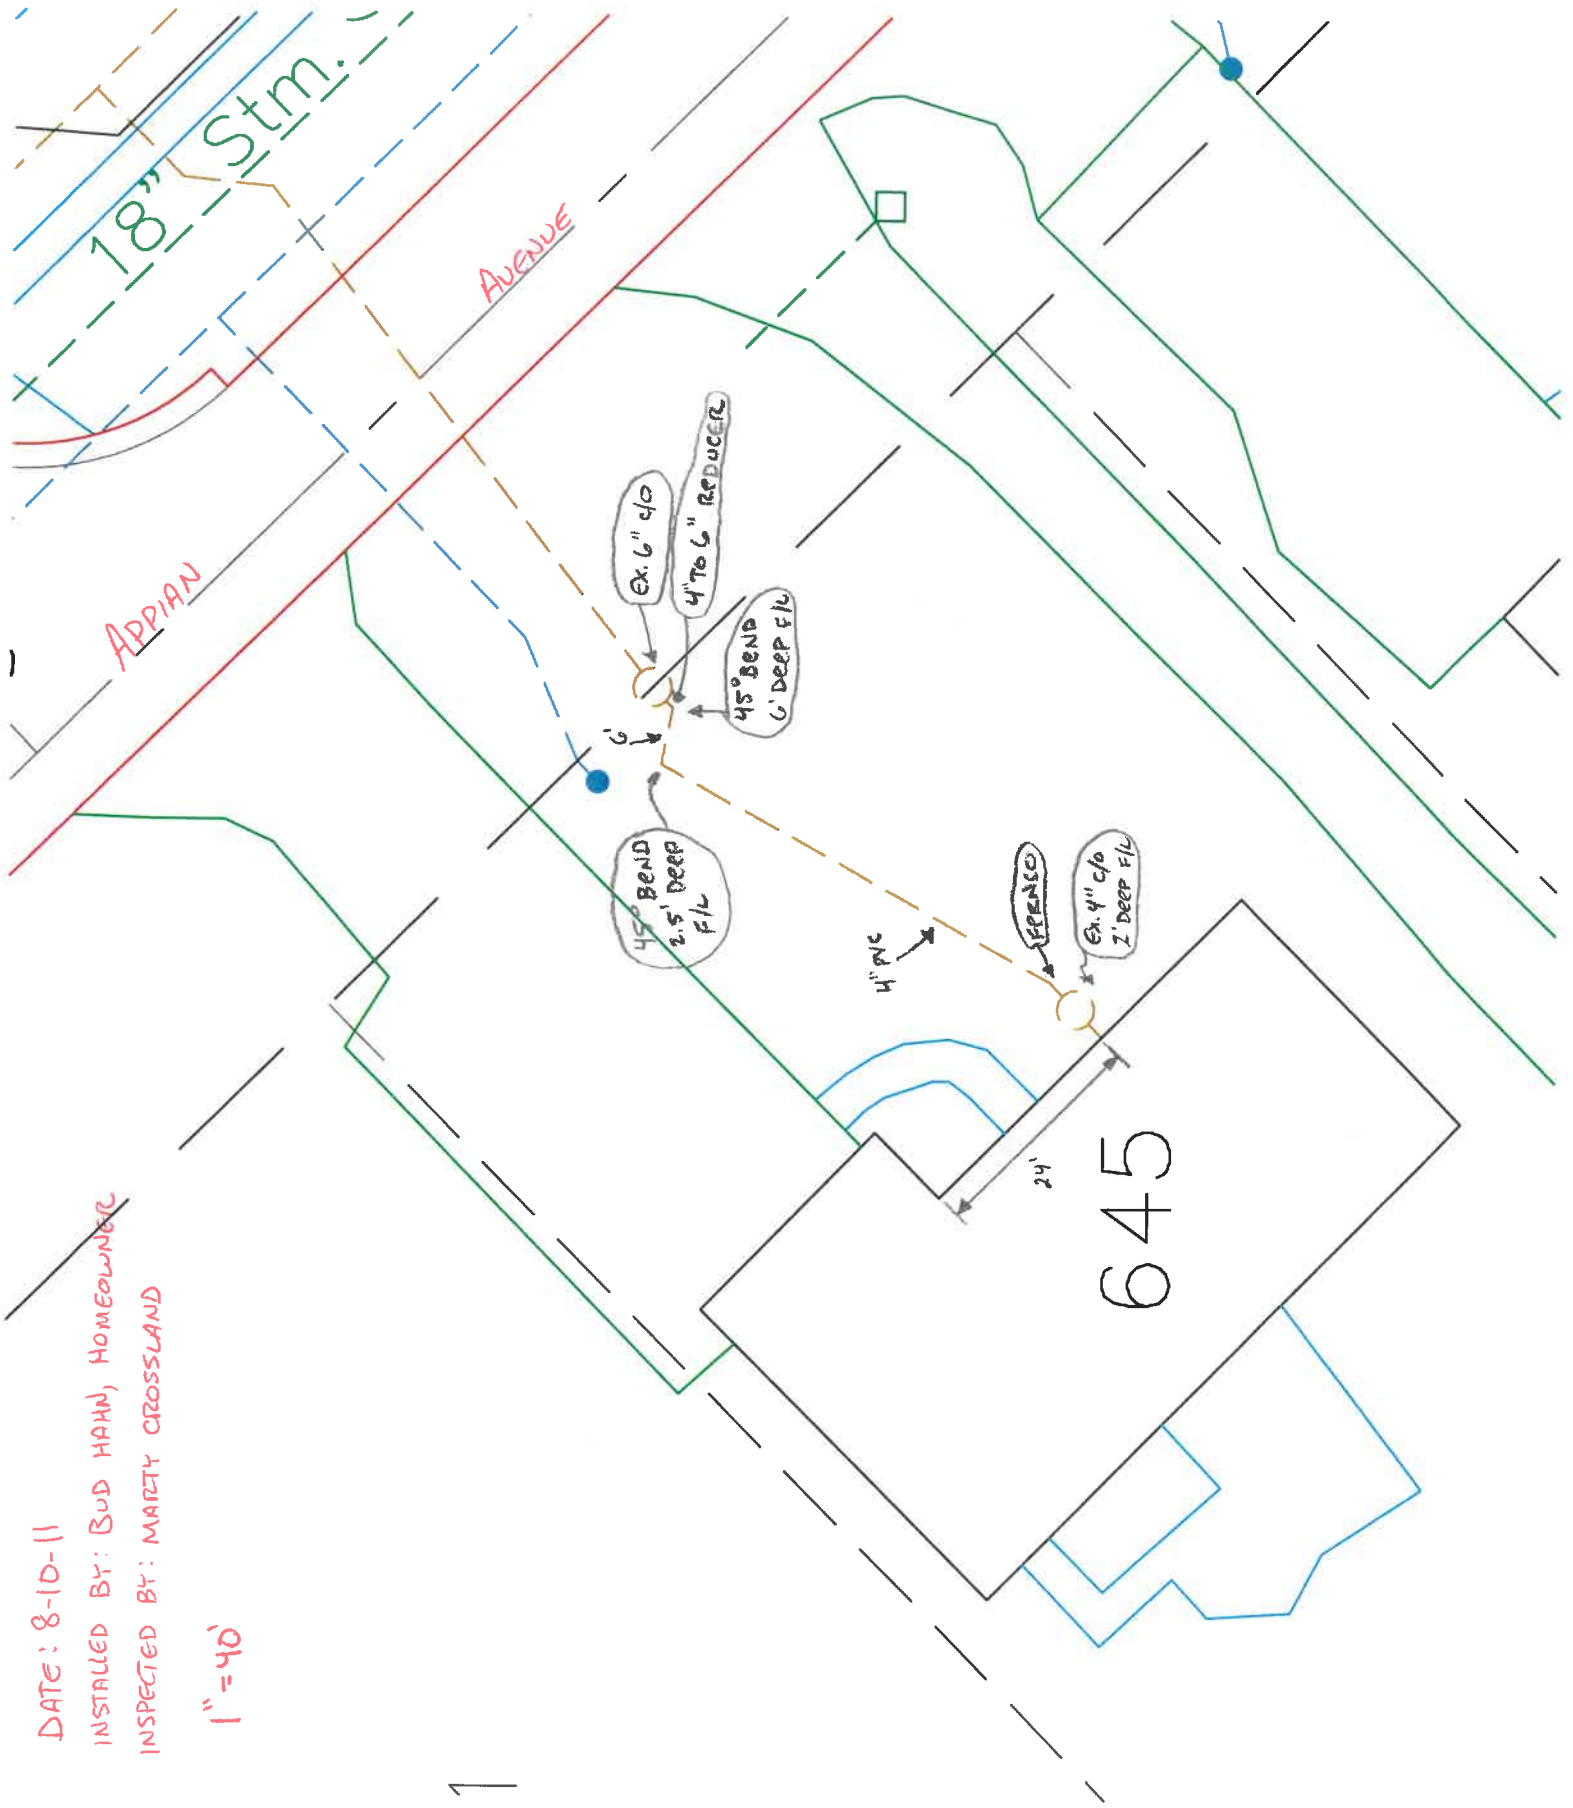 DATE: 8-10-11
INSTALLED BY: BUD HAHN, HOMEOWNER
INSPECTED BY: MARTY CROSSLAND
1"=40'
18" Stm.
APPIAN
AVENUE
EX. 6" c/o
4" TO 6" REDUCER
45° BEND
6' DEEP F/L
6'
45° BEND
2.5' DEEP
F/L
4" PVC
FERNCO
EX. 4" c/o
2' DEEP F/L
24'
645
1